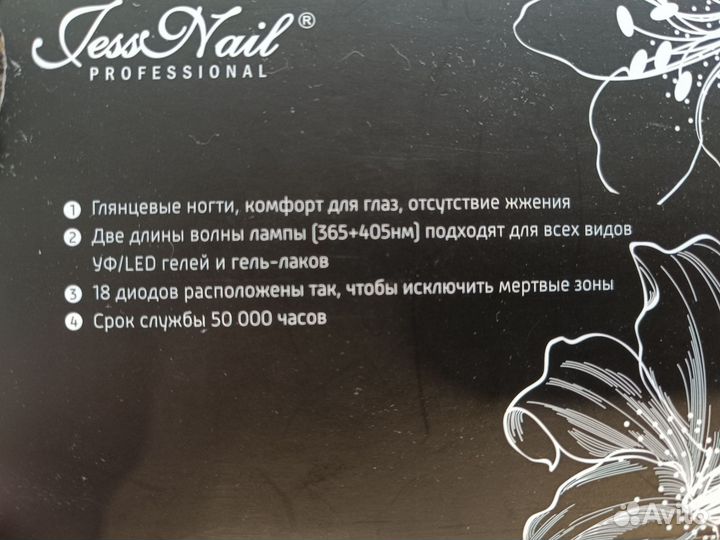 JessNail®
PROFESSIONAL
1 Глянцевые ногти, комфорт для глаз, отсутствие жжения
2 Две длины волны лампы (365+405нм) подходят для всех видов
УФ/LED гелей и гель-лаков
3 18 диодов расположены так, чтобы исключить мертвые зоны
4 Срок службы 50 000 часов
Avito